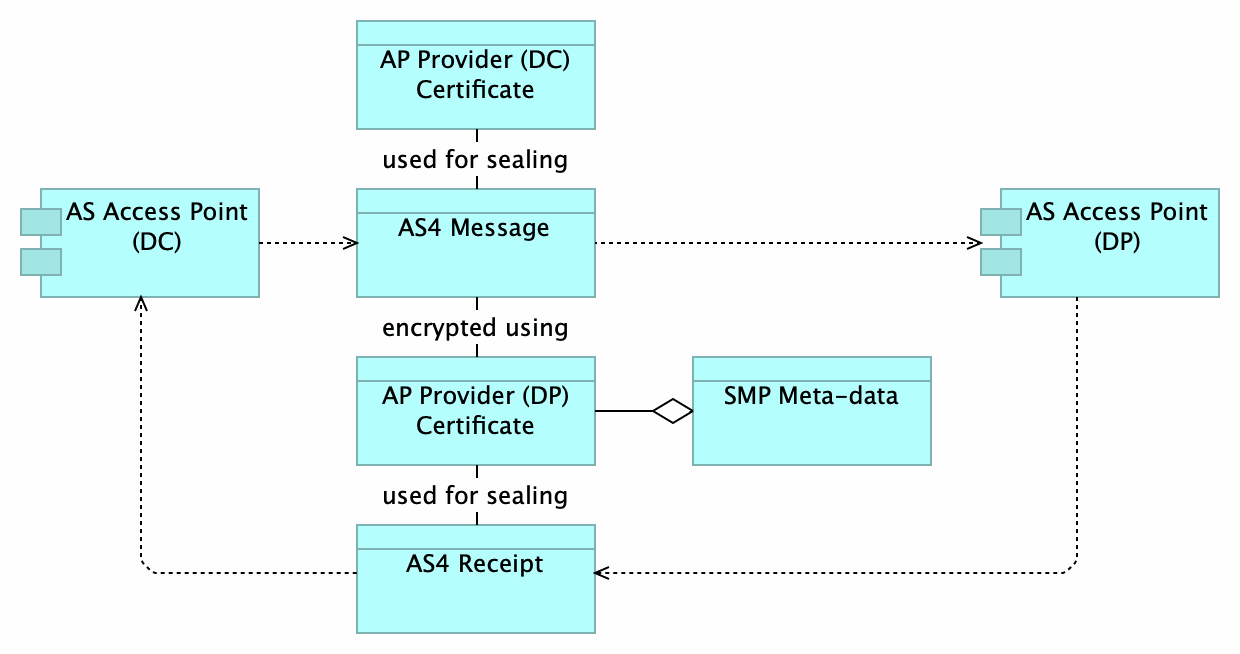 AP Provider (DC)
Certificate
used for sealing
AS Access Point
(DC)
AS4 Message
AS Access Point
(DP)
encrypted using
AP Provider (DP)
Certificate
SMP Meta-data
used for sealing
AS4 Receipt